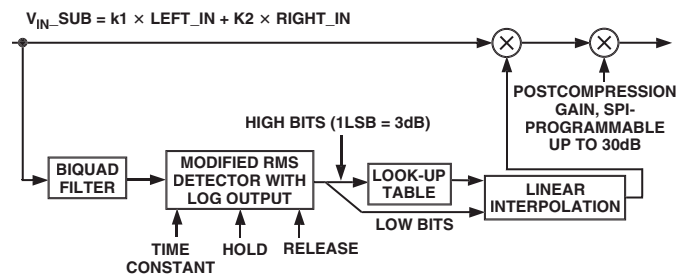 VIN_SUB = k1 × LEFT_IN + K2 × RIGHT_IN
×
×
POSTCOMPRESSION
GAIN, SPI-
PROGRAMMABLE
UP TO 30dB
HIGH BITS (1LSB = 3dB)
BIQUAD
FILTER
MODIFIED RMS
DETECTOR WITH
LOG OUTPUT
LOOK-UP
TABLE
LINEAR
INTERPOLATION
LOW BITS
TIME
CONSTANT
HOLD
RELEASE